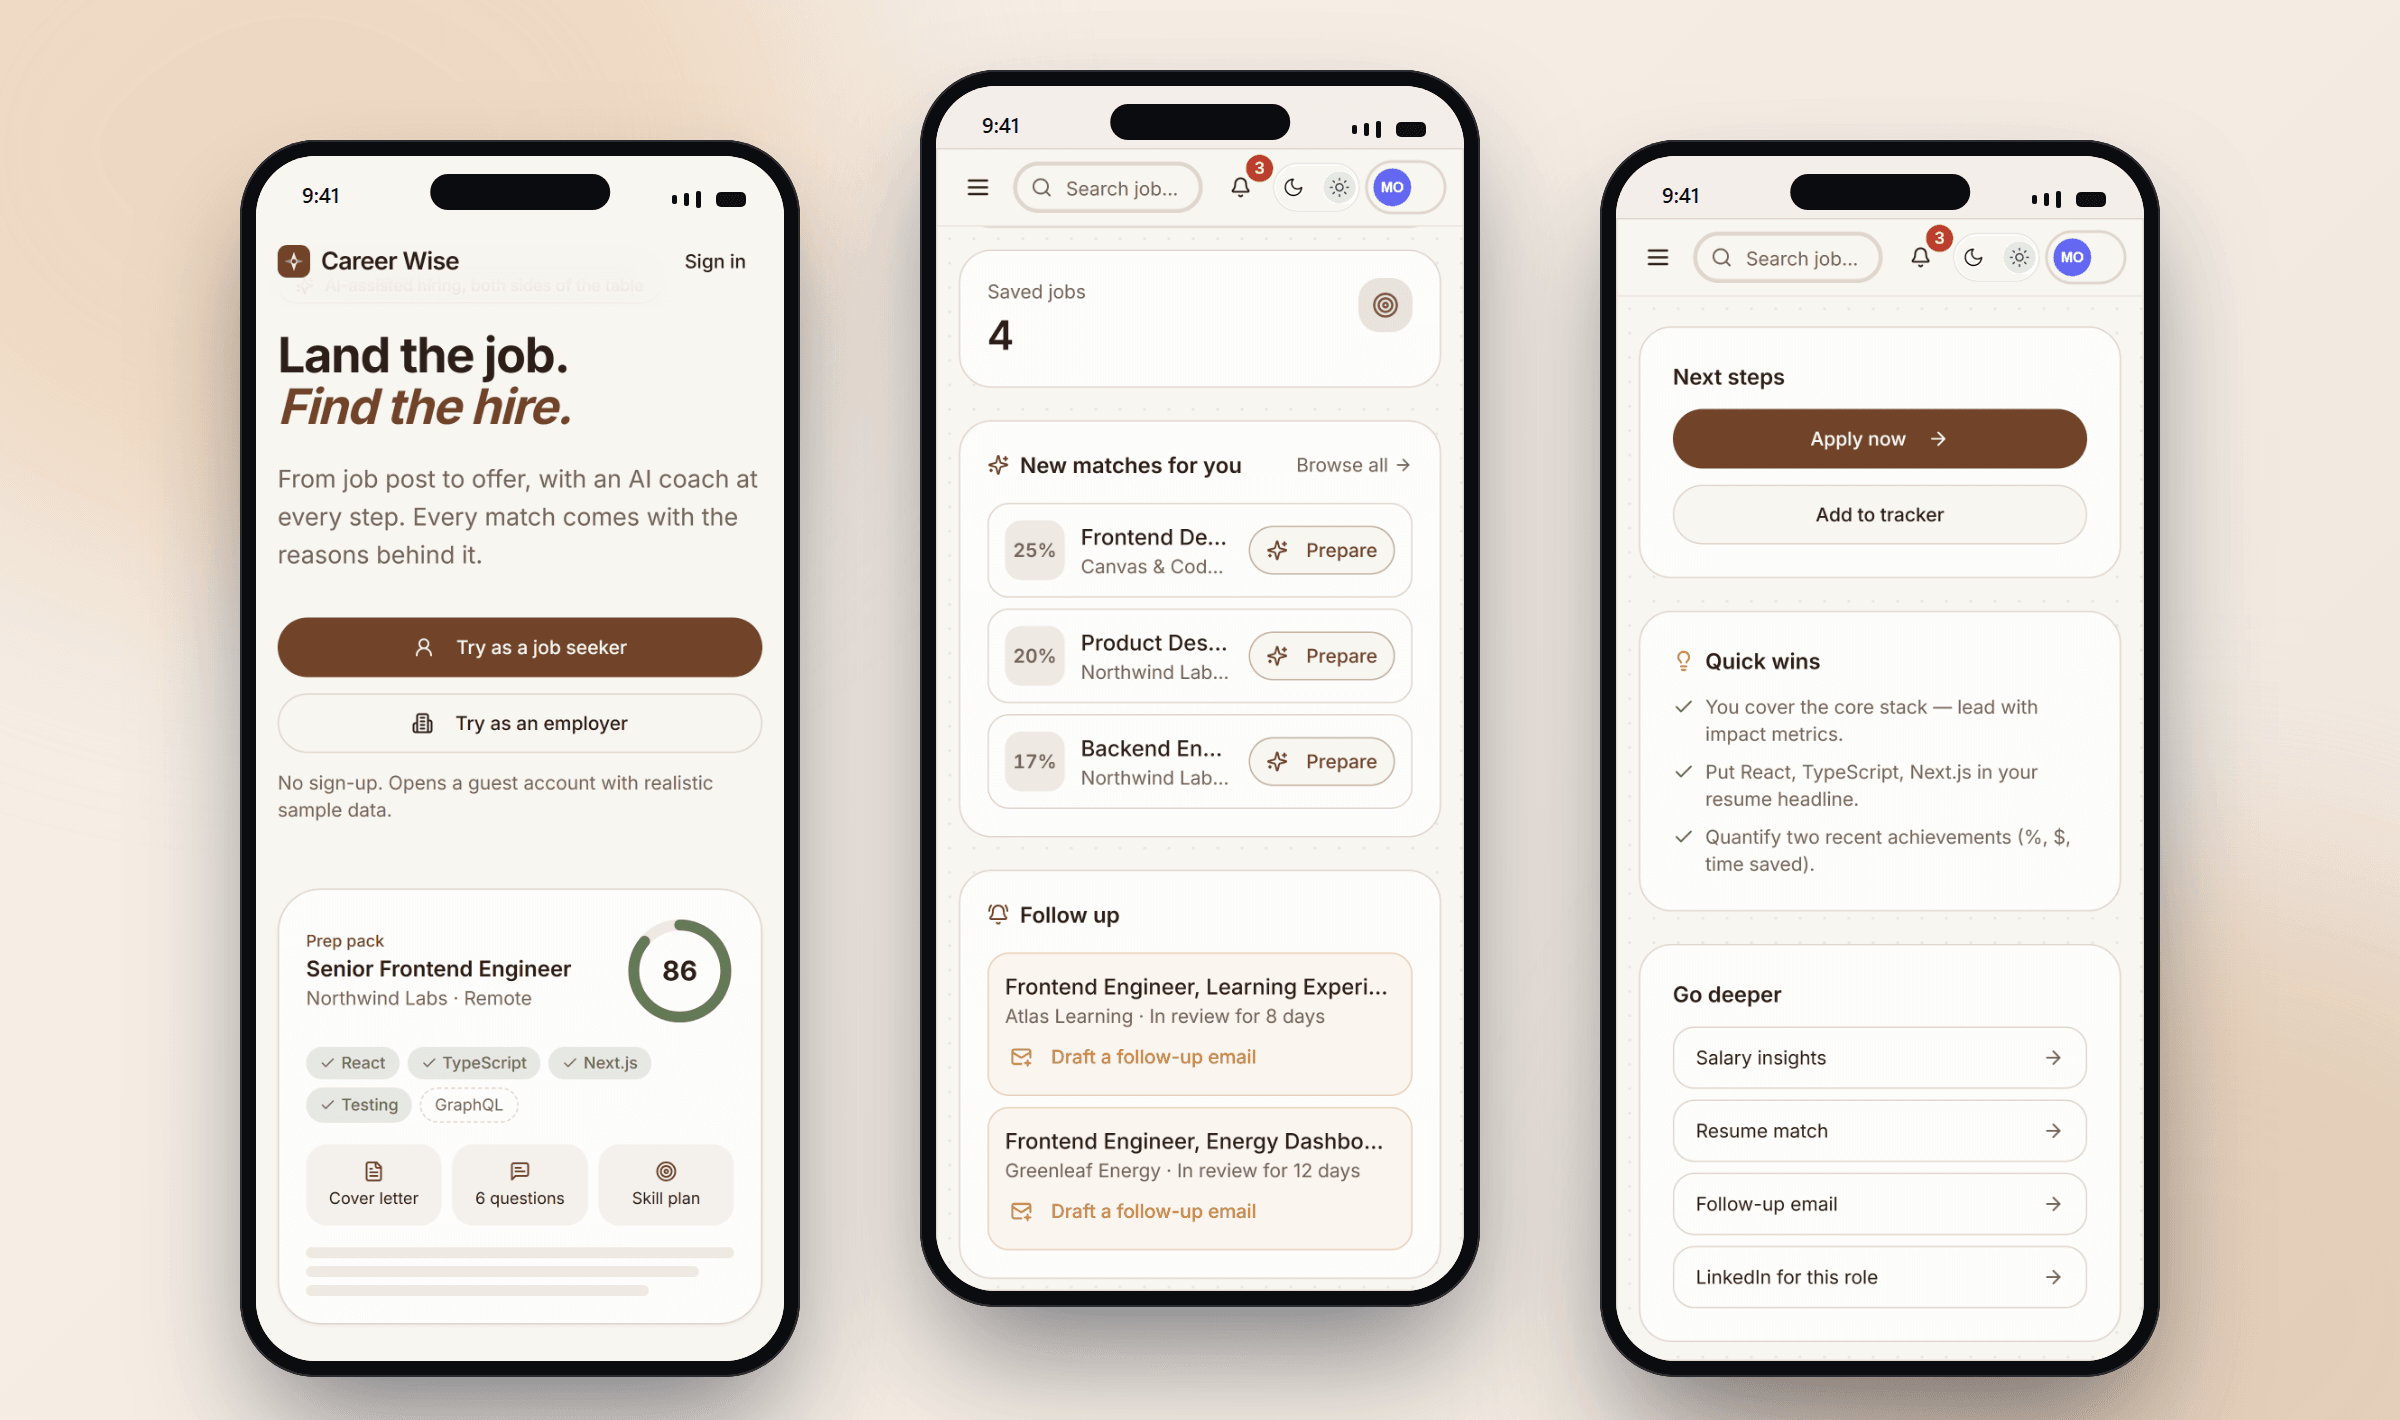 9:41
Career Wise
Sign in
AI-assisted hiring, both sides of the table
Land the job.
Find the hire.
From job post to offer, with an AI coach at
every step. Every match comes with the
reasons behind it.
Try as a job seeker
Try as an employer
No sign-up. Opens a guest account with realistic
sample data.
Prep pack
Senior Frontend Engineer
Northwind Labs · Remote
86
React
TypeScript
Next.js
Testing
GraphQL
Cover letter
6 questions
Skill plan
9:41
Search job...
3
MO
Saved jobs
4
New matches for you
Browse all
25%
Frontend De...
Canvas & Cod...
Prepare
20%
Product Des...
Northwind Lab...
Prepare
17%
Backend En...
Northwind Lab...
Prepare
Follow up
Frontend Engineer, Learning Experi...
Atlas Learning · In review for 8 days
Draft a follow-up email
Frontend Engineer, Energy Dashbo...
Greenleaf Energy · In review for 12 days
Draft a follow-up email
9:41
Search job...
3
MO
Next steps
Apply now
Add to tracker
Quick wins
You cover the core stack — lead with
impact metrics.
Put React, TypeScript, Next.js in your
resume headline.
Quantify two recent achievements (%, $,
time saved).
Go deeper
Salary insights
Resume match
Follow-up email
LinkedIn for this role